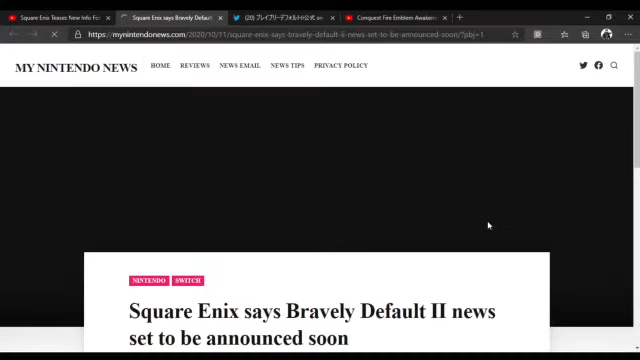 Square Enix Teases New Info For
Square Enix says Bravely Default
(20) ブレイブリーデフォルトII公式 on
Conquest Fire Emblem Awaken
https://mynintendonews.com/2020/10/11/square-enix-says-bravely-default-ii-news-set-to-be-announced-soon/?pbj=1
MY NINTENDO NEWS
HOME REVIEWS NEWS EMAIL NEWS TIPS PRIVACY POLICY
NINTENDO SWITCH
Square Enix says Bravely Default II news
set to be announced soon